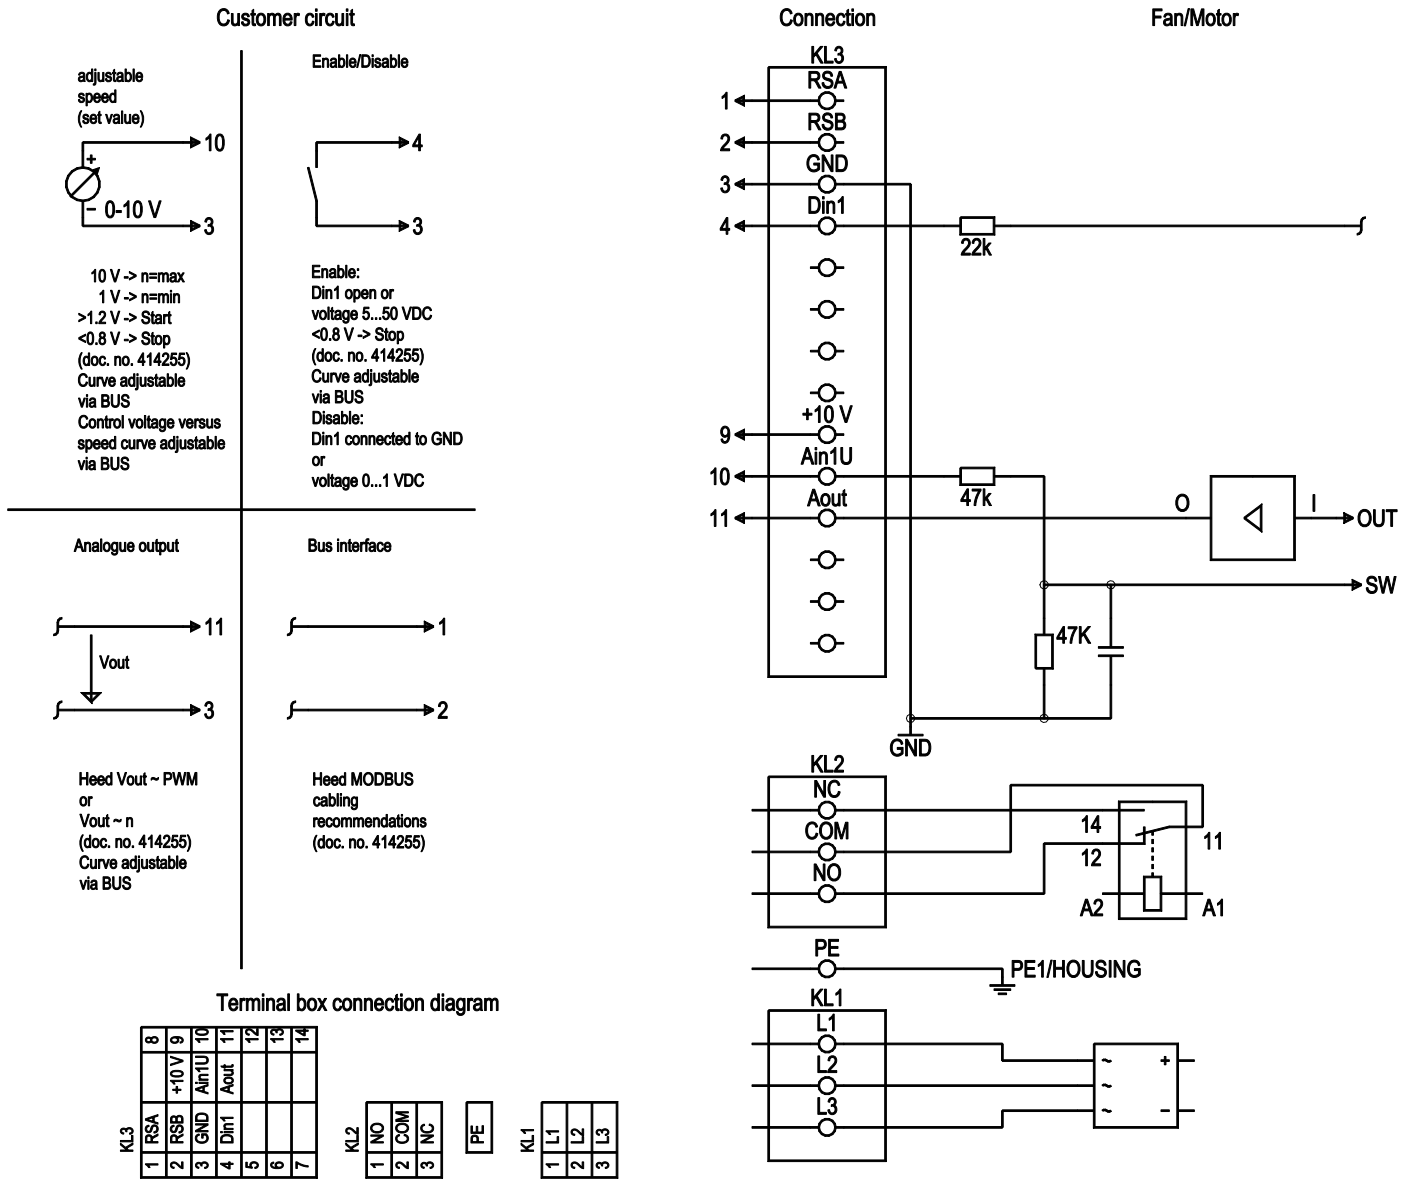 Customer circuit
adjustable
speed
(set value)
+
10
− 0-10 V
3
10 V -> n=max
1 V -> n=min
>1.2 V -> Start
<0.8 V -> Stop
(doc. no. 414255)
Curve adjustable
via BUS
Control voltage versus
speed curve adjustable
via BUS
Enable/Disable
4
3
Enable:
Din1 open or
voltage 5...50 VDC
<0.8 V -> Stop
(doc. no. 414255)
Curve adjustable
via BUS
Disable:
Din1 connected to GND
or
voltage 0...1 VDC
Analogue output
11
Vout
3
Heed Vout ~ PWM
or
Vout ~ n
(doc. no. 414255)
Curve adjustable
via BUS
Bus interface
1
2
Heed MODBUS
cabling
recommendations
(doc. no. 414255)
Connection
Fan/Motor
KL3
RSA
1
RSB
2
GND
3
Din1
4
22k
+10 V
9
Ain1U
10
47k
Aout
11
O
I
OUT
SW
47K
GND
KL2
NC
14
COM
11
12
NO
A2
A1
PE
PE1/HOUSING
KL1
L1
~ +
L2
~
L3
~ −
Terminal box connection diagram
KL3
8 9 10 11 12 13 14
+10 V Ain1U Aout
RSA RSB GND Din1
1 2 3 4 5 6 7
KL2
NO COM NC
1 2 3
PE
KL1
L1 L2 L3
1 2 3